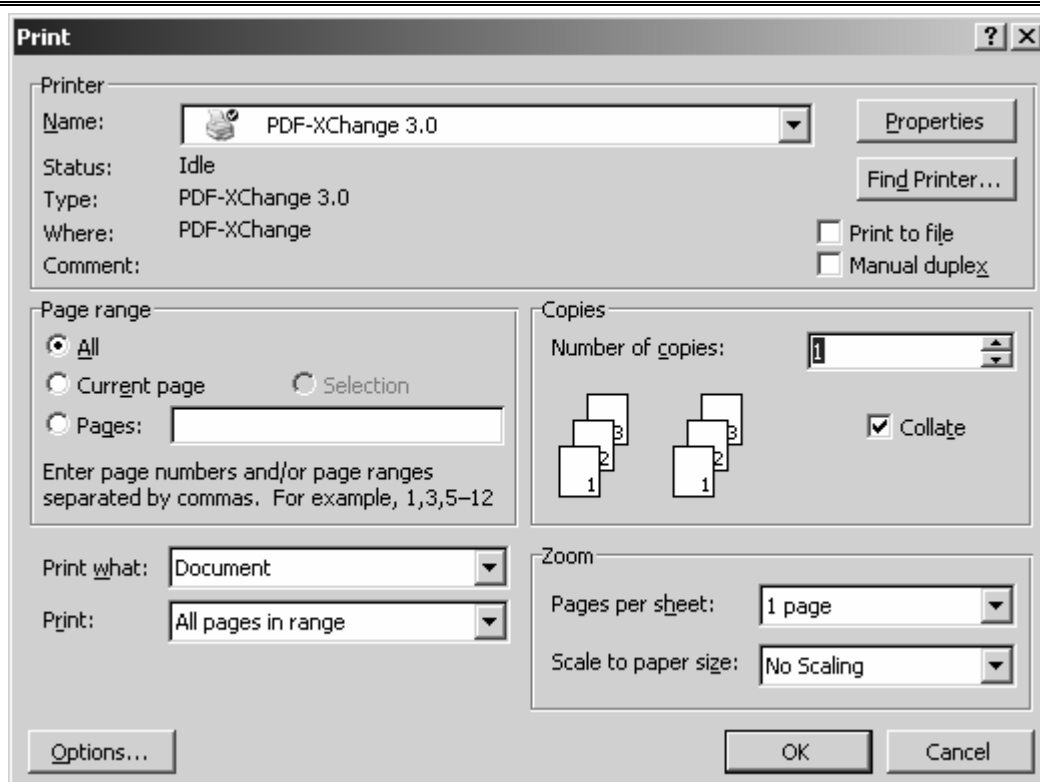 Print
Printer
Name: PDF-XChange 3.0 Properties
Status: Idle
Find Printer...
Type: PDF-XChange 3.0
Where: PDF-XChange
Print to file
Comment:
Manual duplex
Page range
All
Current page Selection
Pages:
Enter page numbers and/or page ranges
separated by commas. For example, 1,3,5–12
Copies
Number of copies: 1
3 3
2 2
1 1
Collate
Print what: Document
Print: All pages in range
Zoom
Pages per sheet: 1 page
Scale to paper size: No Scaling
Options... OK Cancel